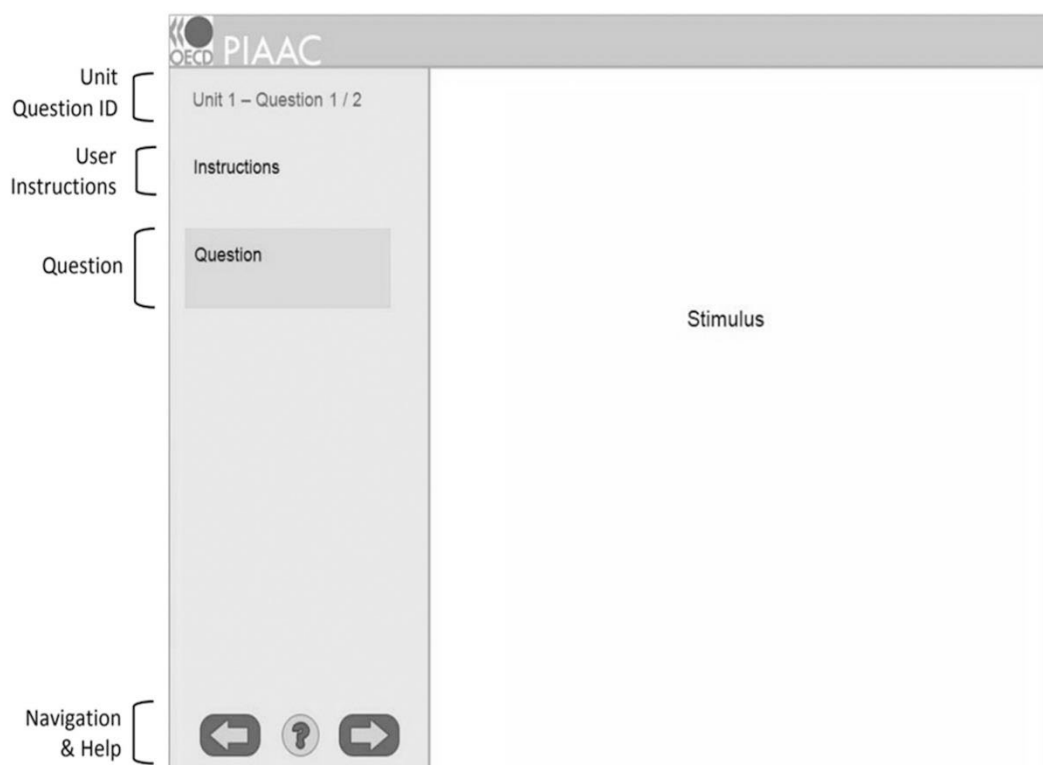 OECD PIAAC
Unit
Question ID
Unit 1 – Question 1 / 2
User
Instructions
Instructions
Question
Question
Stimulus
Navigation
& Help
?